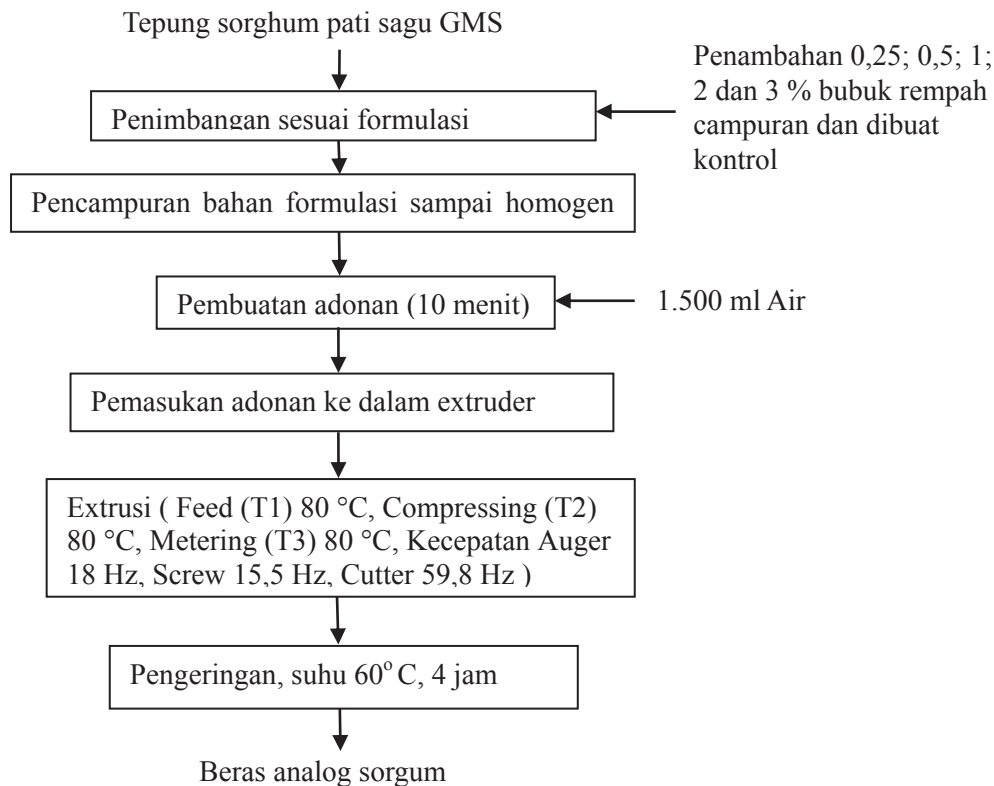 Tepung sorghum pati sagu GMS
Penambahan 0,25; 0,5; 1;
2 dan 3 % bubuk rempah
campuran dan dibuat
kontrol
Penimbangan sesuai formulasi
Pencampuran bahan formulasi sampai homogen
Pembuatan adonan (10 menit)
1.500 ml Air
Pemasukan adonan ke dalam extruder
Extrusi ( Feed (T1) 80 °C, Compressing (T2)
80 °C, Metering (T3) 80 °C, Kecepatan Auger
18 Hz, Screw 15,5 Hz, Cutter 59,8 Hz )
Pengeringan, suhu 60° C, 4 jam
Beras analog sorgum